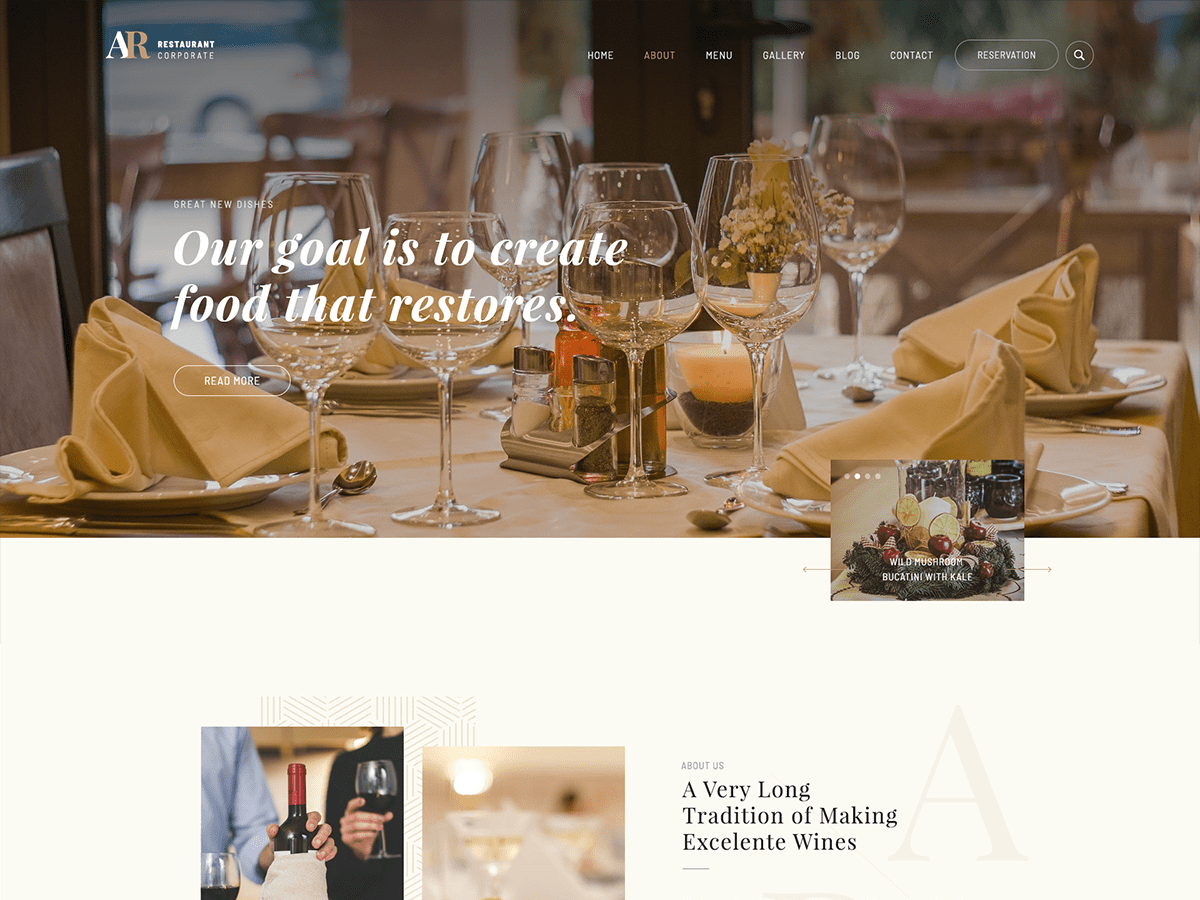 AR
RESTAURANT
CORPORATE
HOME ABOUT MENU GALLERY BLOG CONTACT RESERVATION
GREAT NEW DISHES
Our goal is to create
food that restores.
READ MORE
WILD MUSHROOM
BUCATINI WITH KALE
ABOUT US
A Very Long
Tradition of Making
Excelente Wines
A